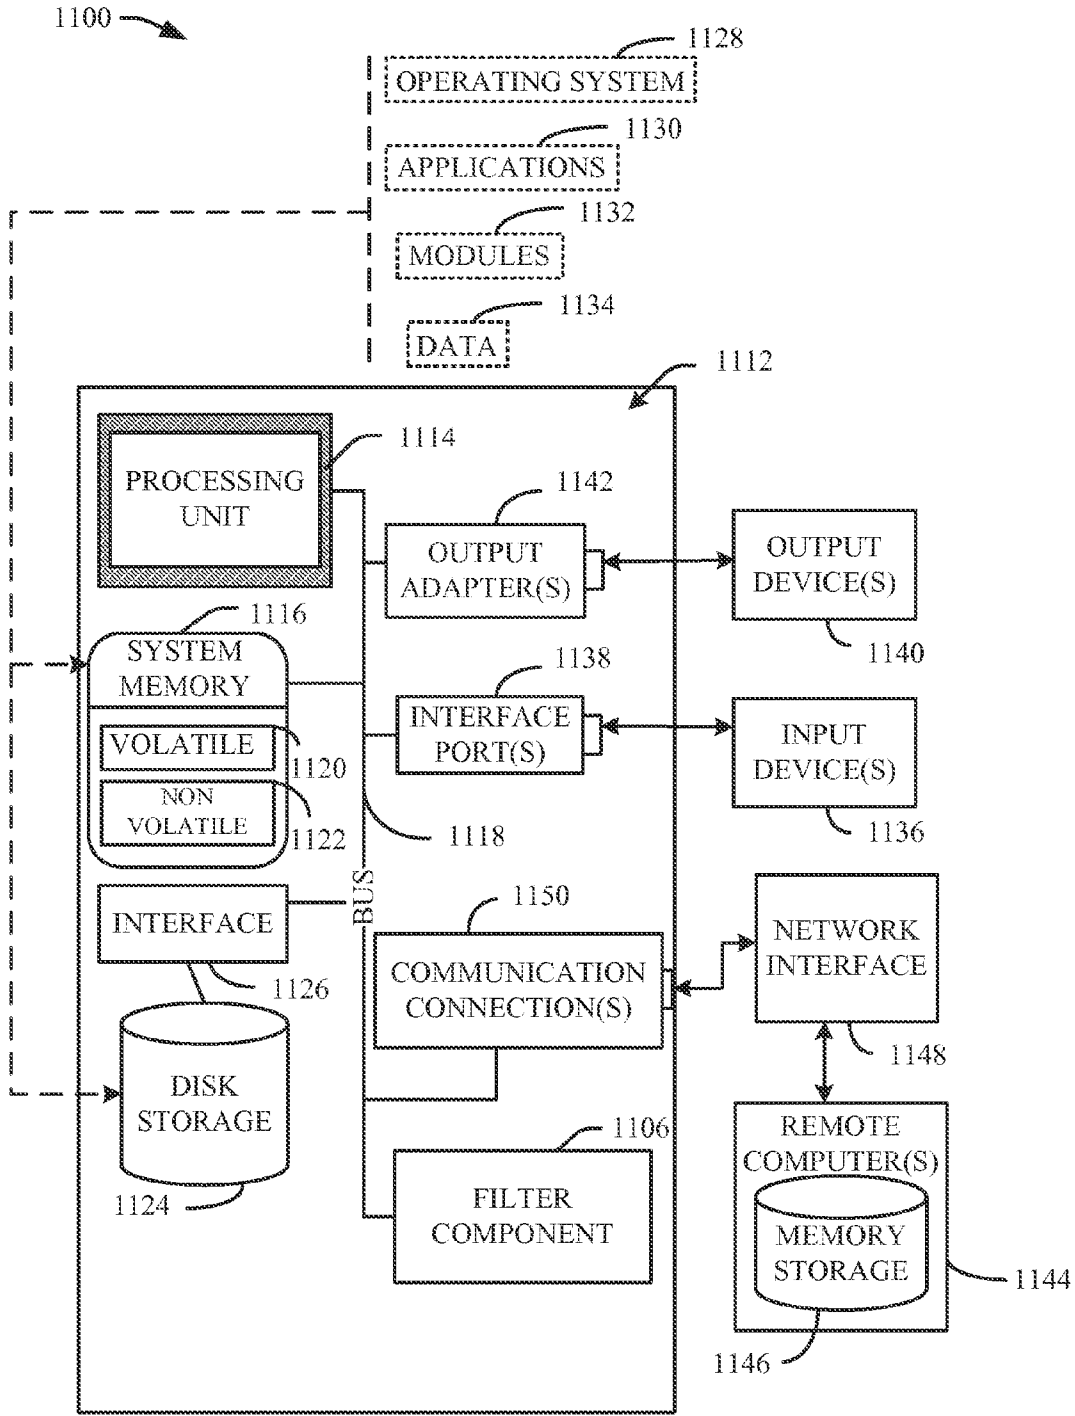 1100
1128
OPERATING SYSTEM
1130
APPLICATIONS
1132
MODULES
1134
DATA
1112
1114
PROCESSING
UNIT
1142
OUTPUT
ADAPTER(S)
OUTPUT
DEVICE(S)
1140
1116
SYSTEM
MEMORY
VOLATILE
1120
NON
VOLATILE
1122
1138
INTERFACE
PORT(S)
INPUT
DEVICE(S)
1136
1118
BUS
INTERFACE
1126
1150
COMMUNICATION
CONNECTION(S)
NETWORK
INTERFACE
1148
DISK
STORAGE
1124
1106
FILTER
COMPONENT
REMOTE
COMPUTER(S)
MEMORY
STORAGE
1144
1146